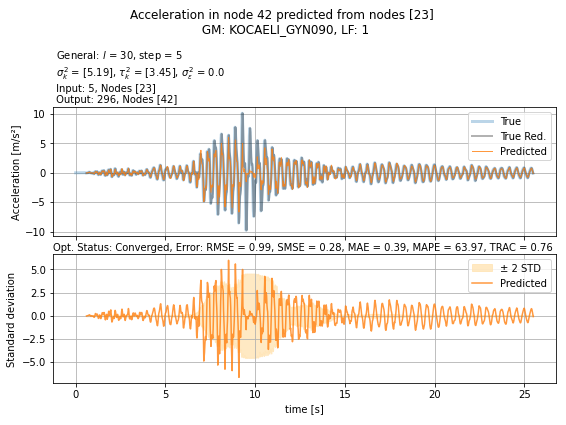 Acceleration in node 42 predicted from nodes [23]
GM: KOCAELI_GYN090, LF: 1
General: l = 30, step = 5
σ²ₖ = [5.19], τ²ₖ = [3.45], σ²ε = 0.0
Input: 5, Nodes [23]
Output: 296, Nodes [42]
Acceleration [m/s²]
10
5
0
−5
−10
True
True Red.
Predicted
Opt. Status: Converged, Error: RMSE = 0.99, SMSE = 0.28, MAE = 0.39, MAPE = 63.97, TRAC = 0.76
Standard deviation
5.0
2.5
0.0
−2.5
−5.0
± 2 STD
Predicted
0 5 10 15 20 25
time [s]